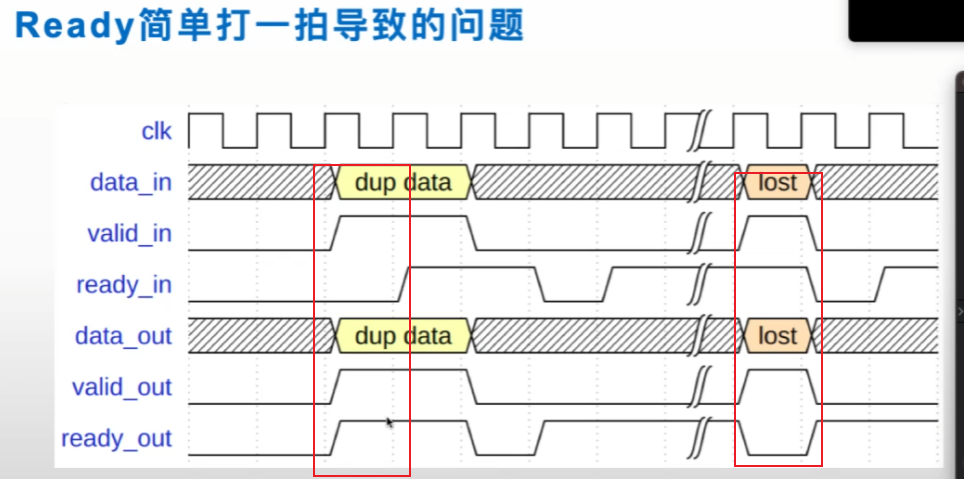 Ready简单打一拍导致的问题
clk
data_in dup data lost
valid_in
ready_in
data_out dup data lost
valid_out
ready_out